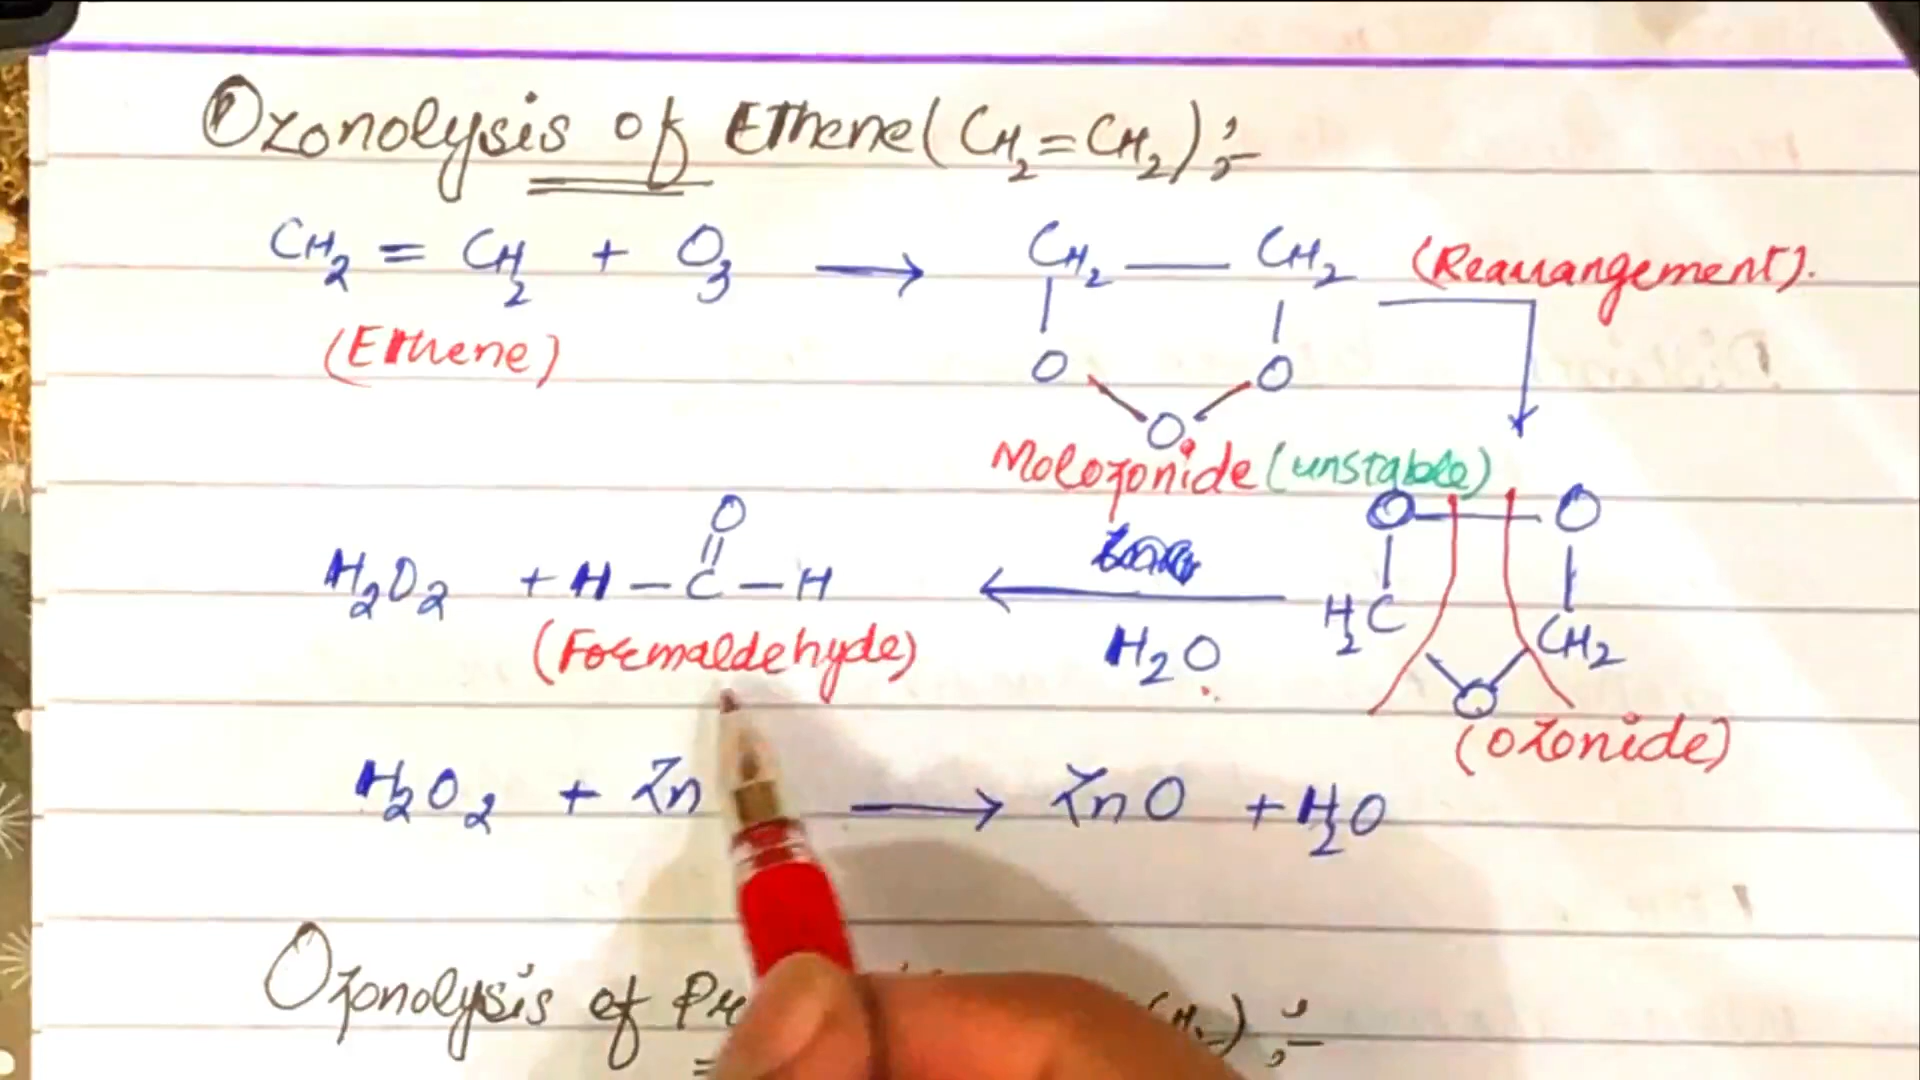 Ozonolysis of Ethene (CH₂=CH₂) :-
CH₂ = CH₂ + O₃ → CH₂ — CH₂ (Rearrangement).
(Ethene)
O O
O
Molozonide (unstable)
O — O
H₂O₂ + H — C — H
O
H₂O
H₂C CH₂
O
(Formaldehyde)
(Ozonide)
H₂O₂ + Zn → ZnO + H₂O
Ozonolysis of